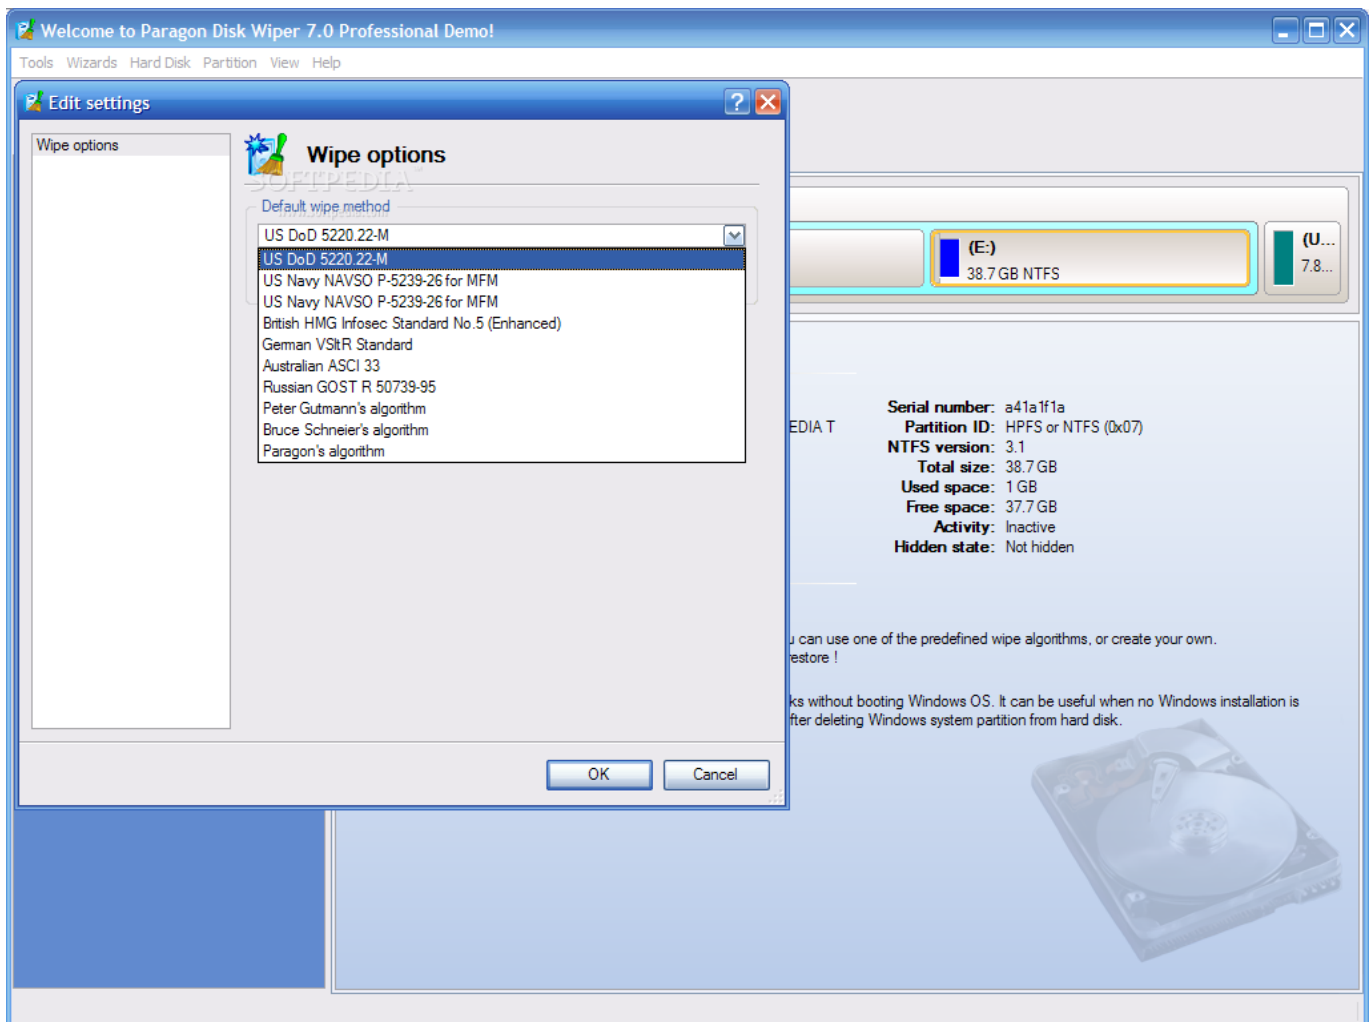 Welcome to Paragon Disk Wiper 7.0 Professional Demo!
Tools Wizards Hard Disk Partition View Help
Edit settings
Wipe options
Wipe options
SOFTPEDIA
www.softpedia.com
Default wipe method
US DoD 5220.22-M
US DoD 5220.22-M
US Navy NAVSO P-5239-26 for MFM
US Navy NAVSO P-5239-26 for MFM
British HMG Infosec Standard No.5 (Enhanced)
German VSItR Standard
Australian ASCI 33
Russian GOST R 50739-95
Peter Gutmann's algorithm
Bruce Schneier's algorithm
Paragon's algorithm
OK Cancel
(E:)
38.7 GB NTFS
(U...
7.8...
EDIA T
Serial number: a41a1f1a
Partition ID: HPFS or NTFS (0x07)
NTFS version: 3.1
Total size: 38.7 GB
Used space: 1 GB
Free space: 37.7 GB
Activity: Inactive
Hidden state: Not hidden
u can use one of the predefined wipe algorithms, or create your own.
restore !
ks without booting Windows OS. It can be useful when no Windows installation is
fter deleting Windows system partition from hard disk.